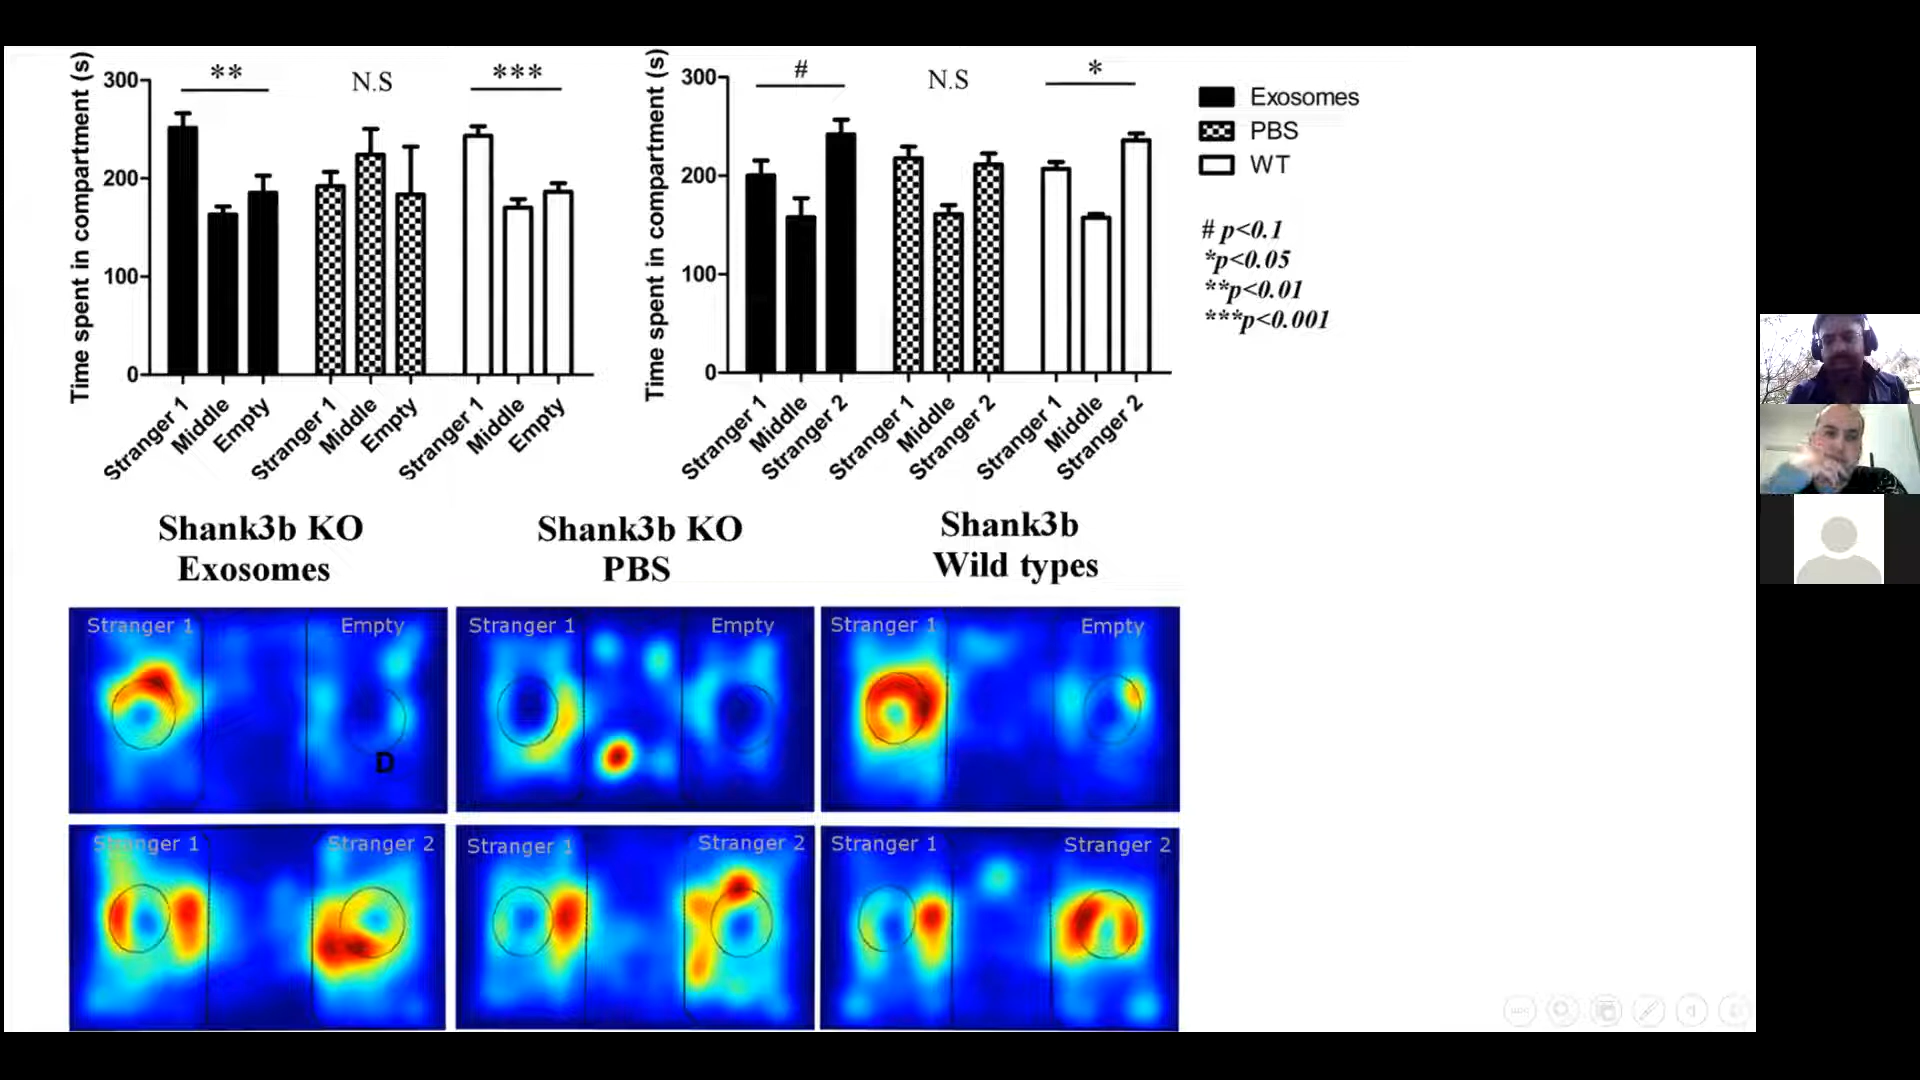 Time spent in compartment (s)
300
200
100
0
**
N.S
***
Stranger 1
Middle
Empty
Stranger 1
Middle
Empty
Stranger 1
Middle
Empty
Time spent in compartment (s)
300
200
100
0
#
N.S
*
Stranger 1
Middle
Stranger 2
Stranger 1
Middle
Stranger 2
Stranger 1
Middle
Stranger 2
Exosomes
PBS
WT
# p<0.1
*p<0.05
**p<0.01
***p<0.001
Shank3b KO
Exosomes
Shank3b KO
PBS
Shank3b
Wild types
Stranger 1
Empty
D
Stranger 1
Empty
Stranger 1
Empty
Stranger 1
Stranger 2
Stranger 1
Stranger 2
Stranger 1
Stranger 2